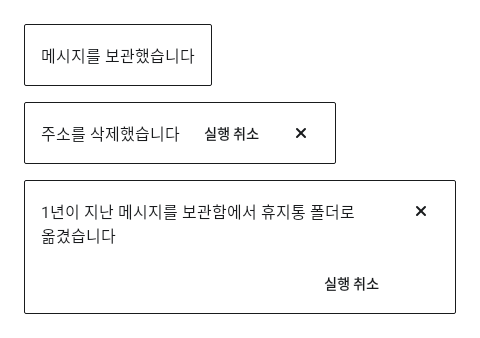 메시지를 보관했습니다
주소를 삭제했습니다 실행 취소
1년이 지난 메시지를 보관함에서 휴지통 폴더로
옮겼습니다
실행 취소